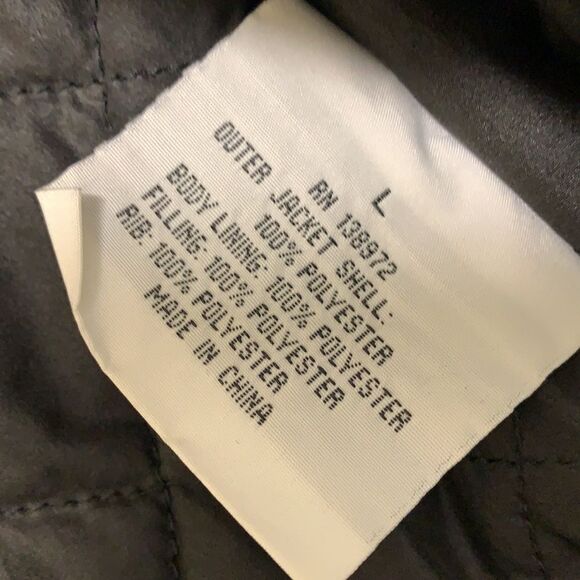 L
RN 138972
OUTER JACKET SHELL:
100% POLYESTER
BODY LINING: 100% POLYESTER
FILLING: 100% POLYESTER
RIB: 100% POLYESTER
MADE IN CHINA